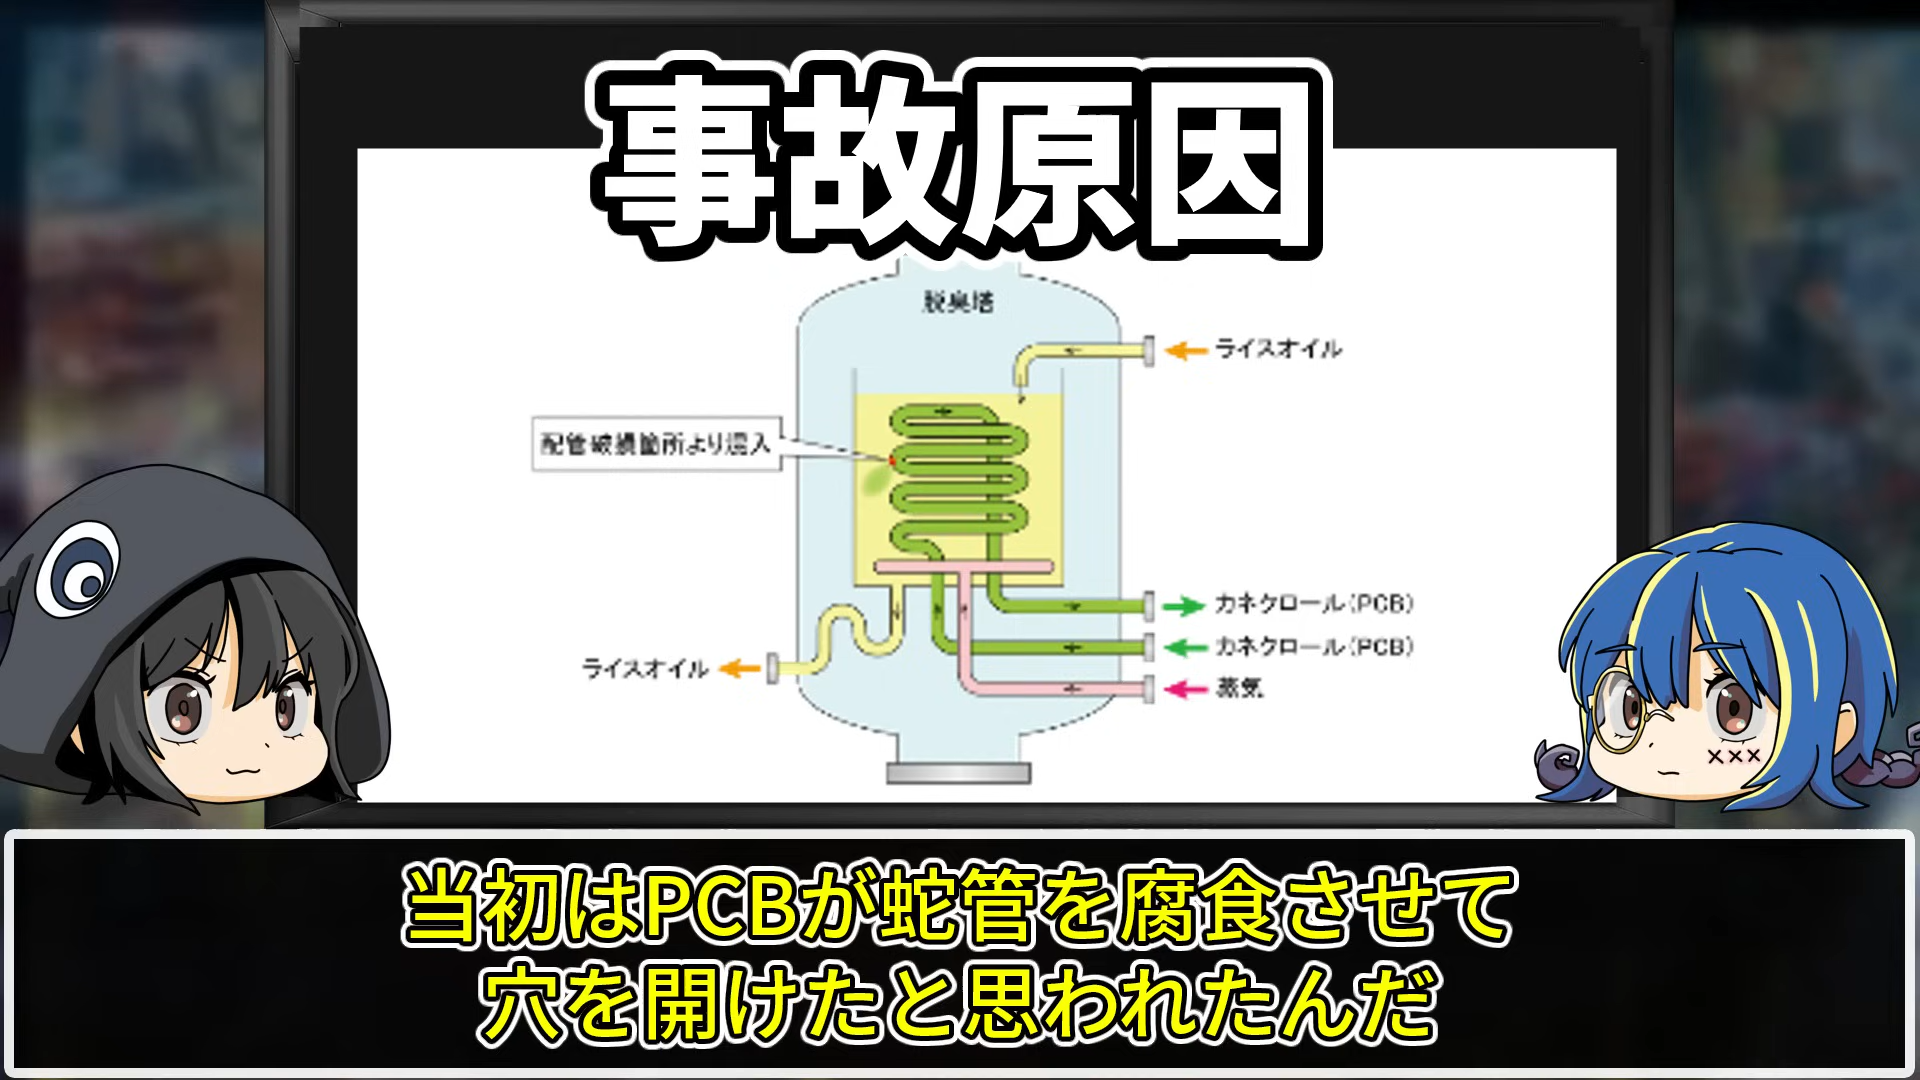 事故原因
脱臭塔
ライスオイル
配管破損箇所より混入
カネクロール(PCB)
カネクロール(PCB)
ライスオイル
蒸気
×××
当初はPCBが蛇管を腐食させて
穴を開けたと思われたんだ